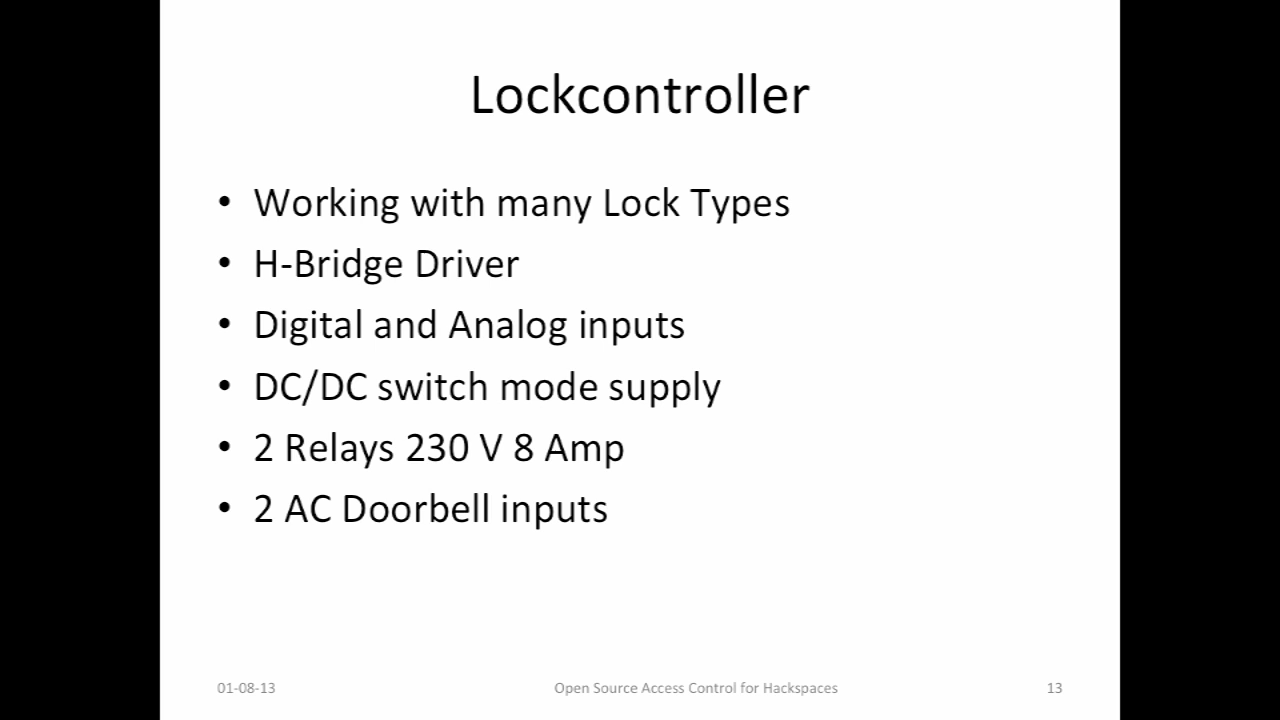 Lockcontroller
• Working with many Lock Types
• H-Bridge Driver
• Digital and Analog inputs
• DC/DC switch mode supply
• 2 Relays 230 V 8 Amp
• 2 AC Doorbell inputs
01-08-13
Open Source Access Control for Hackspaces
13